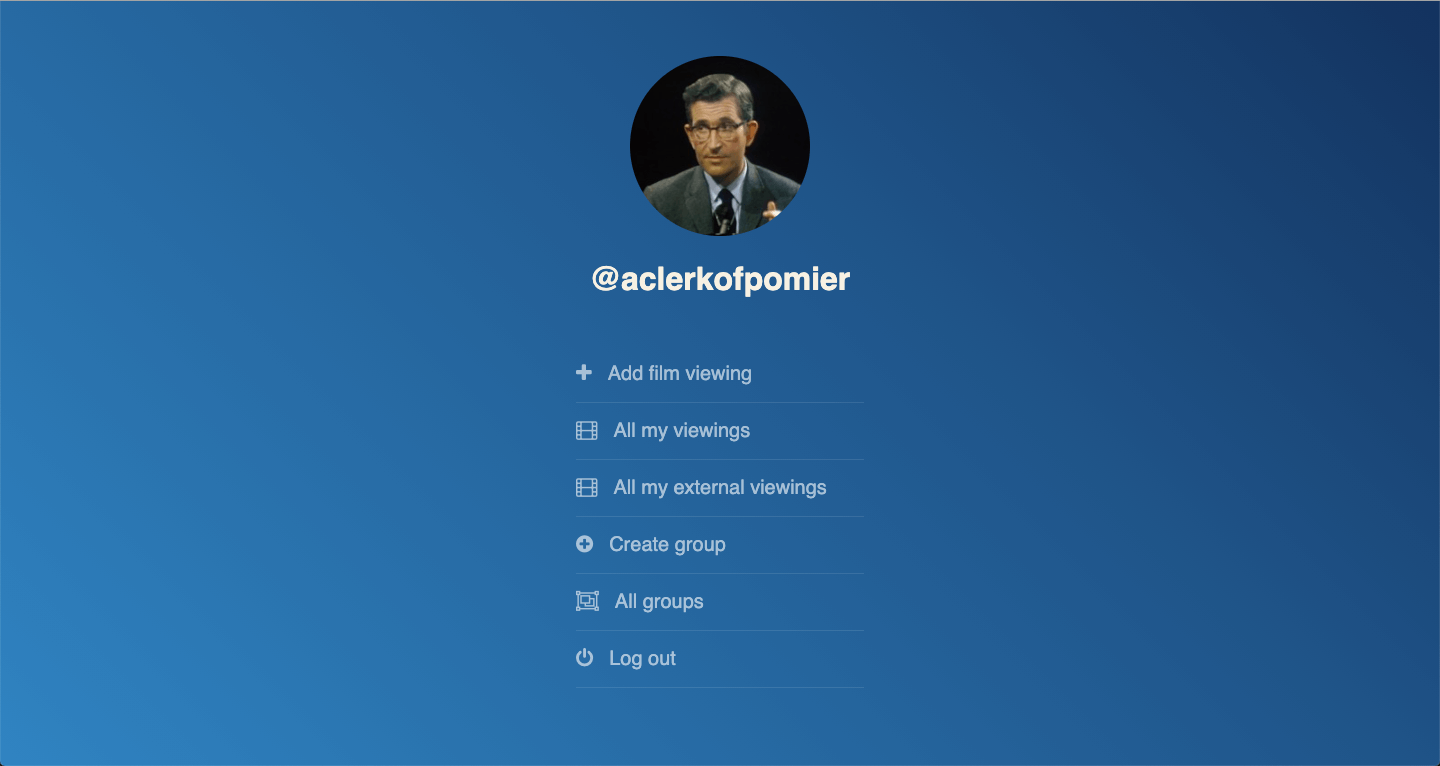 @aclerkofpomier
Add film viewing
All my viewings
All my external viewings
Create group
All groups
Log out